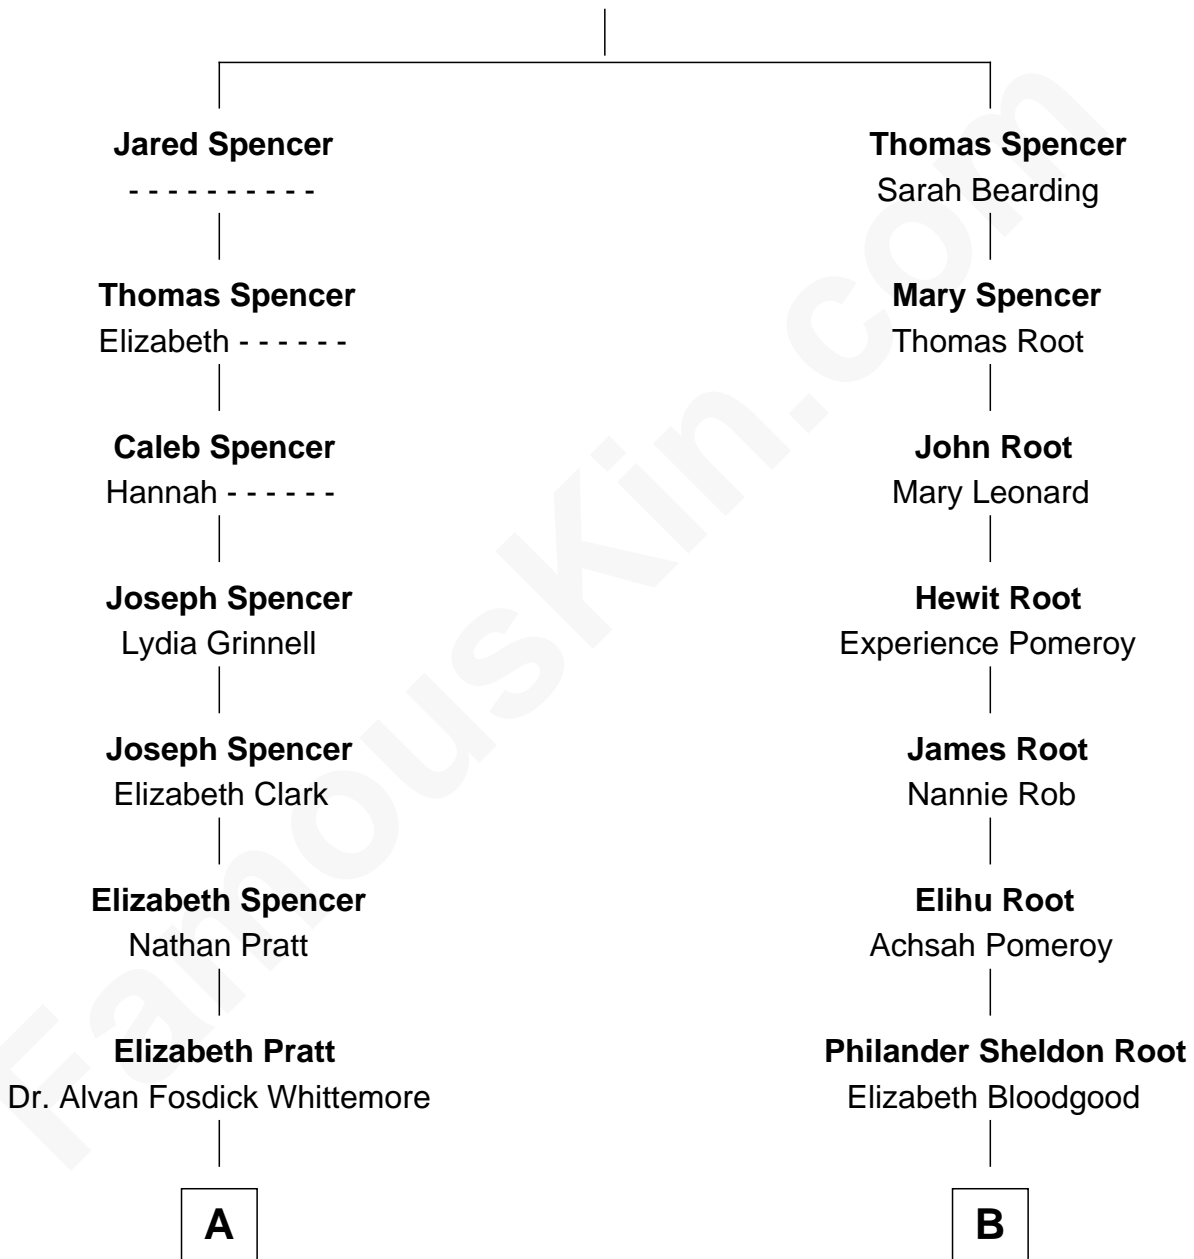 Jared Spencer
- - - - - - - - - -
Thomas Spencer
Elizabeth - - - - - -
Caleb Spencer
Hannah - - - - - -
Joseph Spencer
Lydia Grinnell
Joseph Spencer
Elizabeth Clark
Elizabeth Spencer
Nathan Pratt
Elizabeth Pratt
Dr. Alvan Fosdick Whittemore
A
Thomas Spencer
Sarah Bearding
Mary Spencer
Thomas Root
John Root
Mary Leonard
Hewit Root
Experience Pomeroy
James Root
Nannie Rob
Elihu Root
Achsah Pomeroy
Philander Sheldon Root
Elizabeth Bloodgood
B
FamousKin.com